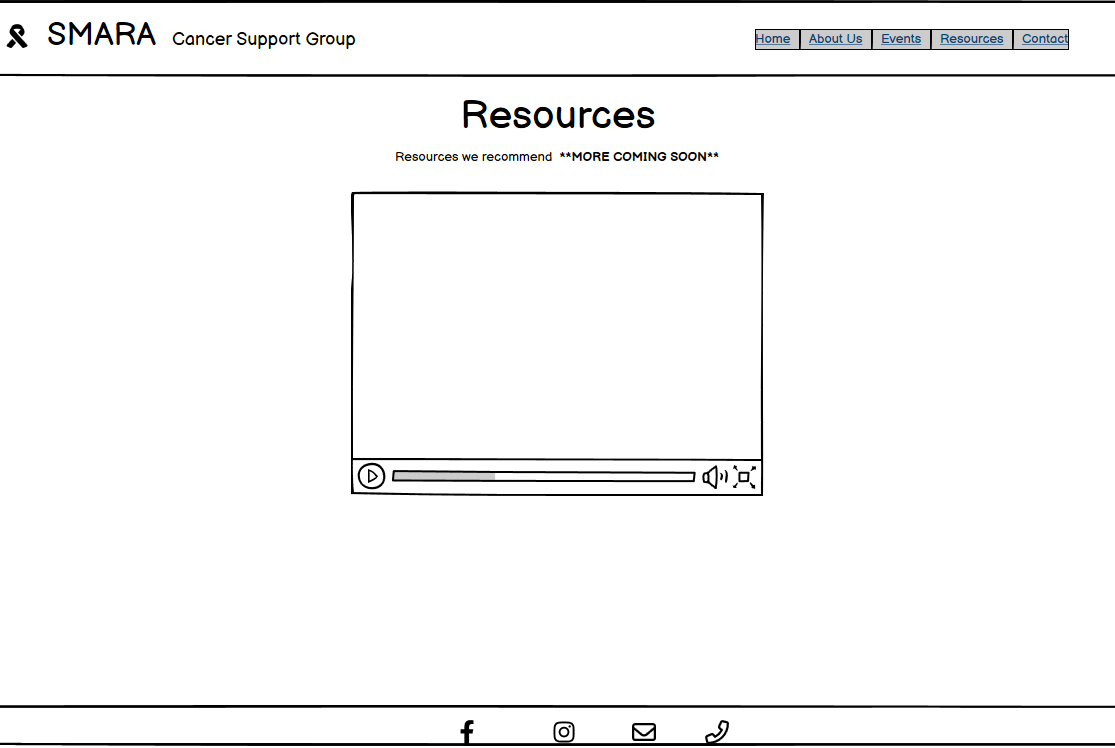 SMARA Cancer Support Group
Home About Us Events Resources Contact
Resources
Resources we recommend **MORE COMING SOON**